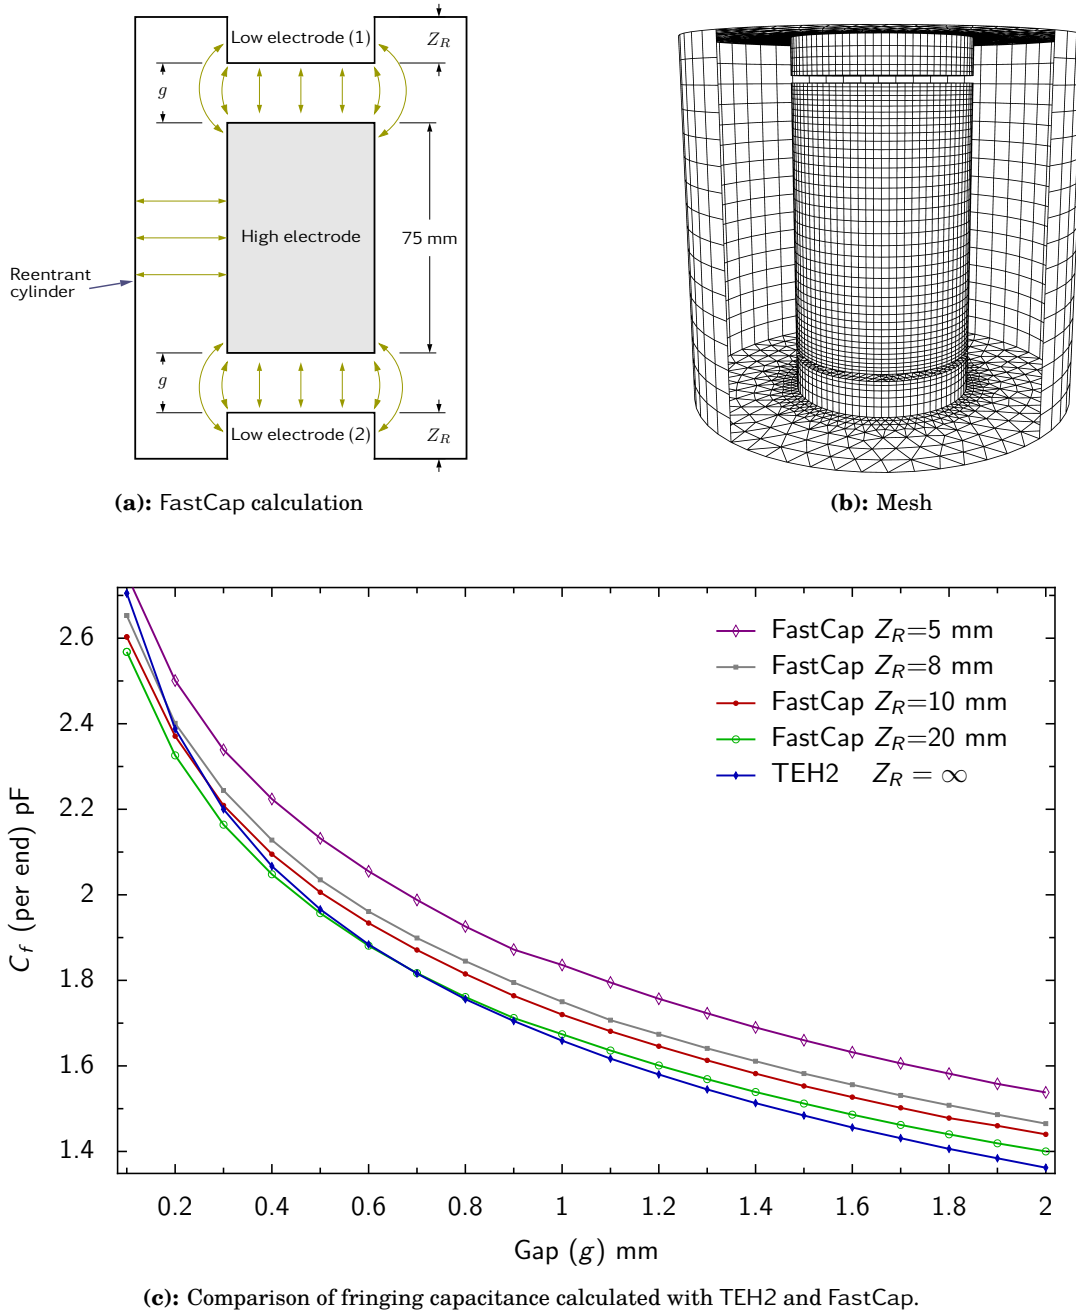 Low electrode (1)
Z_R
g
High electrode
75 mm
Reentrant
cylinder
g
Low electrode (2)
Z_R
(a): FastCap calculation
(b): Mesh
C_f (per end) pF
2.6
2.4
2.2
2
1.8
1.6
1.4
FastCap Z_R=5 mm
FastCap Z_R=8 mm
FastCap Z_R=10 mm
FastCap Z_R=20 mm
TEH2 Z_R = ∞
0.2 0.4 0.6 0.8 1 1.2 1.4 1.6 1.8 2
Gap (g) mm
(c): Comparison of fringing capacitance calculated with TEH2 and FastCap.